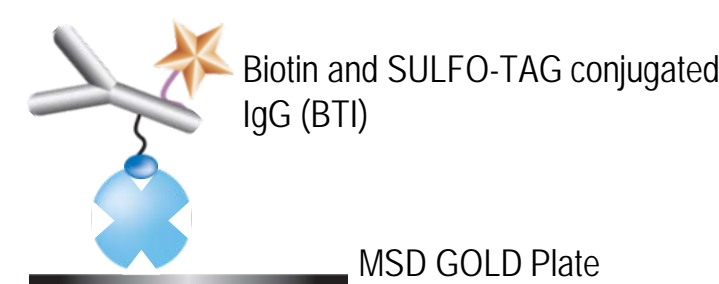 Biotin and SULFO-TAG conjugated
IgG (BTI)
MSD GOLD Plate